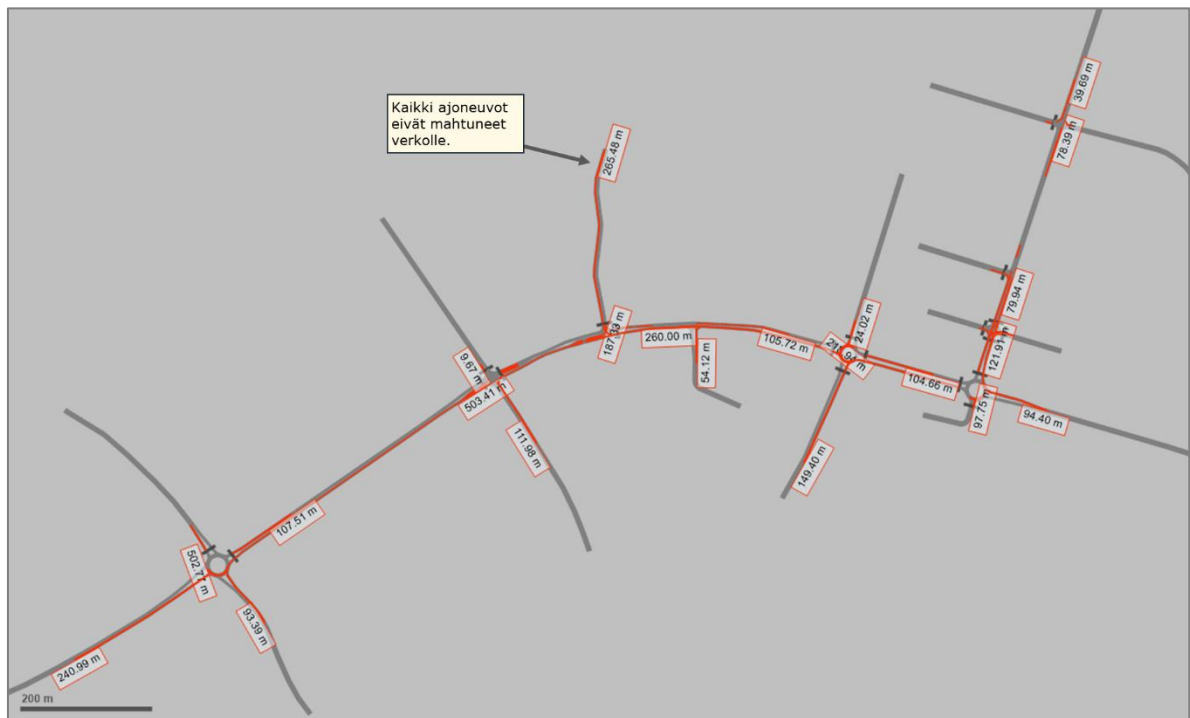 39.69 m
78.39 m
Kaikki ajoneuvot
eivät mahtuneet
verkolle.
265.48 m
79.94 m
187.33 m
24.02 m
260.00 m
105.72 m
121.91 m
54.12 m
9.67 m
503.41 m
104.66 m
97.75 m
94.40 m
111.98 m
149.40 m
107.51 m
502.77 m
93.39 m
240.99 m
200 m